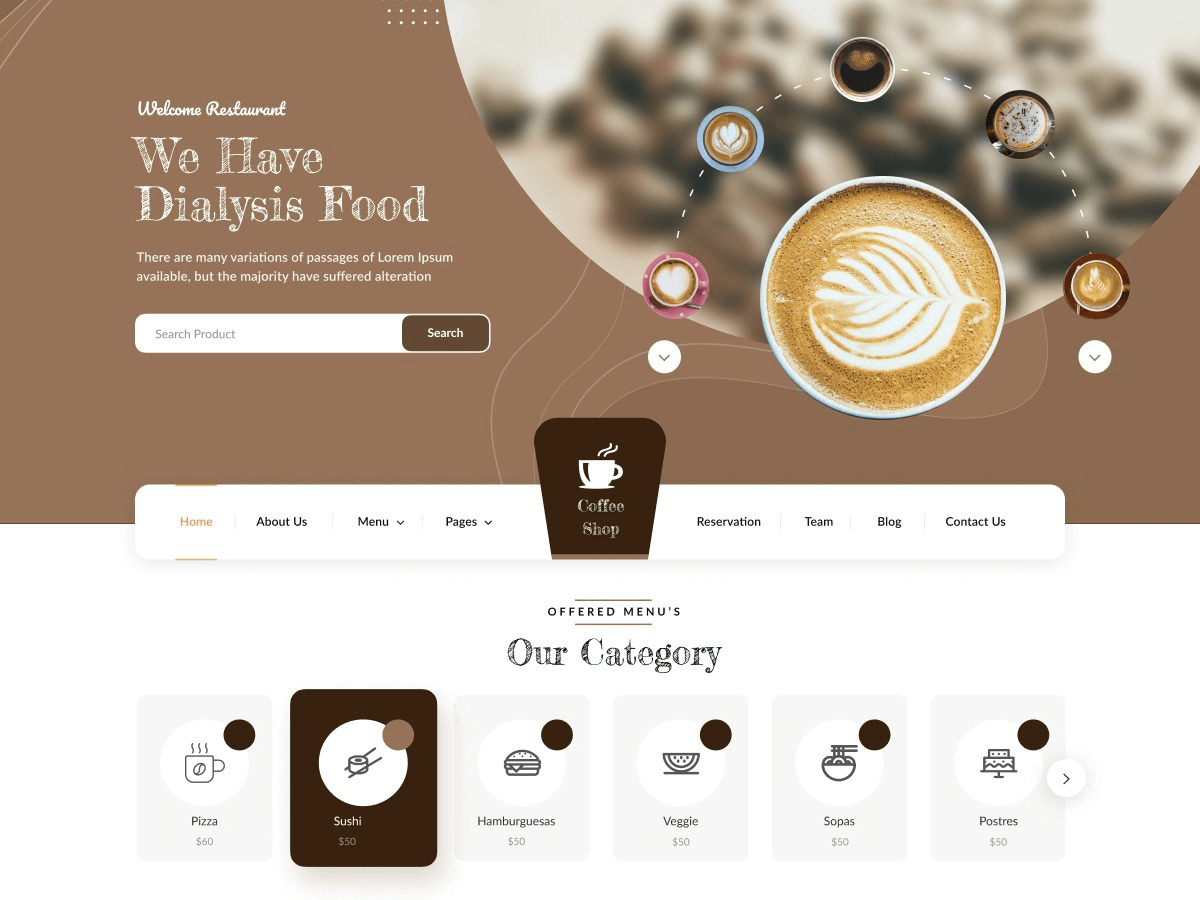 Welcome Restaurant
We Have
Dialysis Food
There are many variations of passages of Lorem Ipsum
available, but the majority have suffered alteration
Search Product
Search
Home
About Us
Menu
Pages
Coffee
Shop
Reservation
Team
Blog
Contact Us
OFFERED MENU'S
Our Category
Pizza
$60
Sushi
$50
Hamburguesas
$50
Veggie
$50
Sopas
$50
Postres
$50